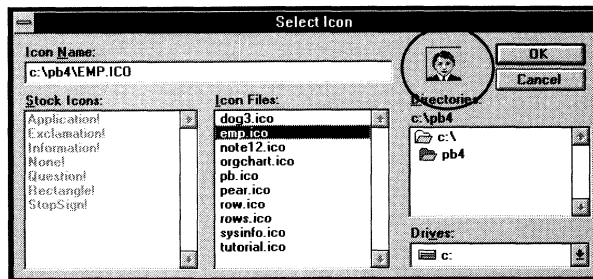 Select Icon
Icon Name:
c:\pb4\EMP.ICO
OK
Cancel
Stock Icons:
Application!
Exclamation!
Information!
None!
Question!
Rectangle!
StopSign!
Icon Files:
dog3.ico
emp.ico
note12.ico
orgchart.ico
pb.ico
pear.ico
row.ico
rows.ico
sysinfo.ico
tutorial.ico
Directories:
c:\pb4
c:\
pb4
Drives:
c: